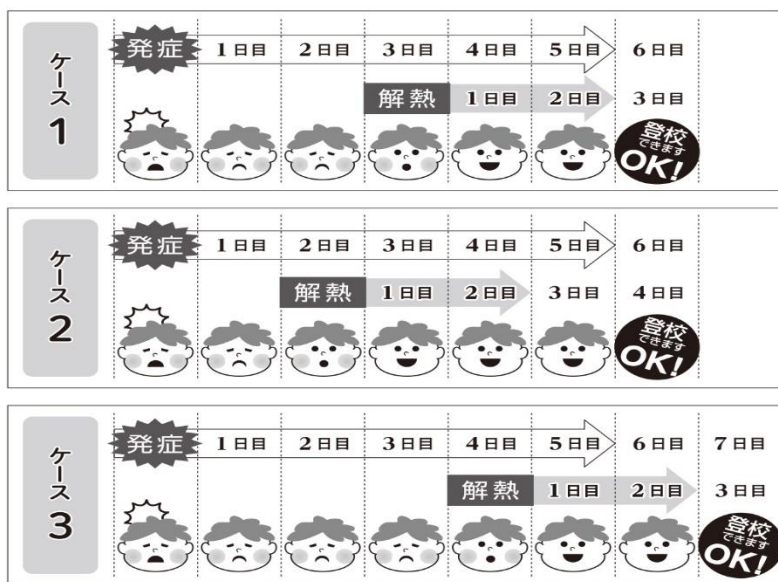 ケース1
発症 1日目 2日目 3日目 4日目 5日目 6日目
解熱 1日目 2日目 3日目
登校
できます
OK!
ケース2
発症 1日目 2日目 3日目 4日目 5日目 6日目
解熱 1日目 2日目 3日目 4日目
登校
できます
OK!
ケース3
発症 1日目 2日目 3日目 4日目 5日目 6日目 7日目
解熱 1日目 2日目 3日目
登校
できます
OK!